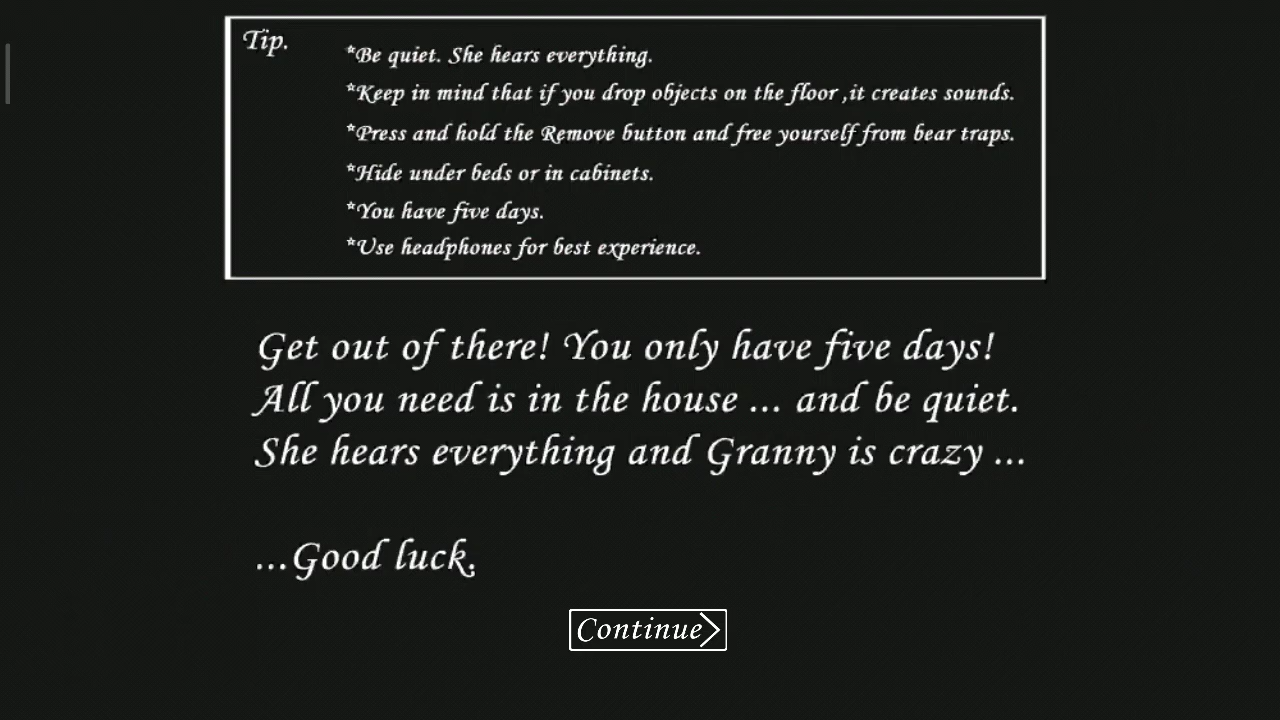 Tip.
*Be quiet. She hears everything.
*Keep in mind that if you drop objects on the floor ,it creates sounds.
*Press and hold the Remove button and free yourself from bear traps.
*Hide under beds or in cabinets.
*You have five days.
*Use headphones for best experience.
Get out of there! You only have five days!
All you need is in the house ... and be quiet.
She hears everything and Granny is crazy ...
...Good luck.
Continue